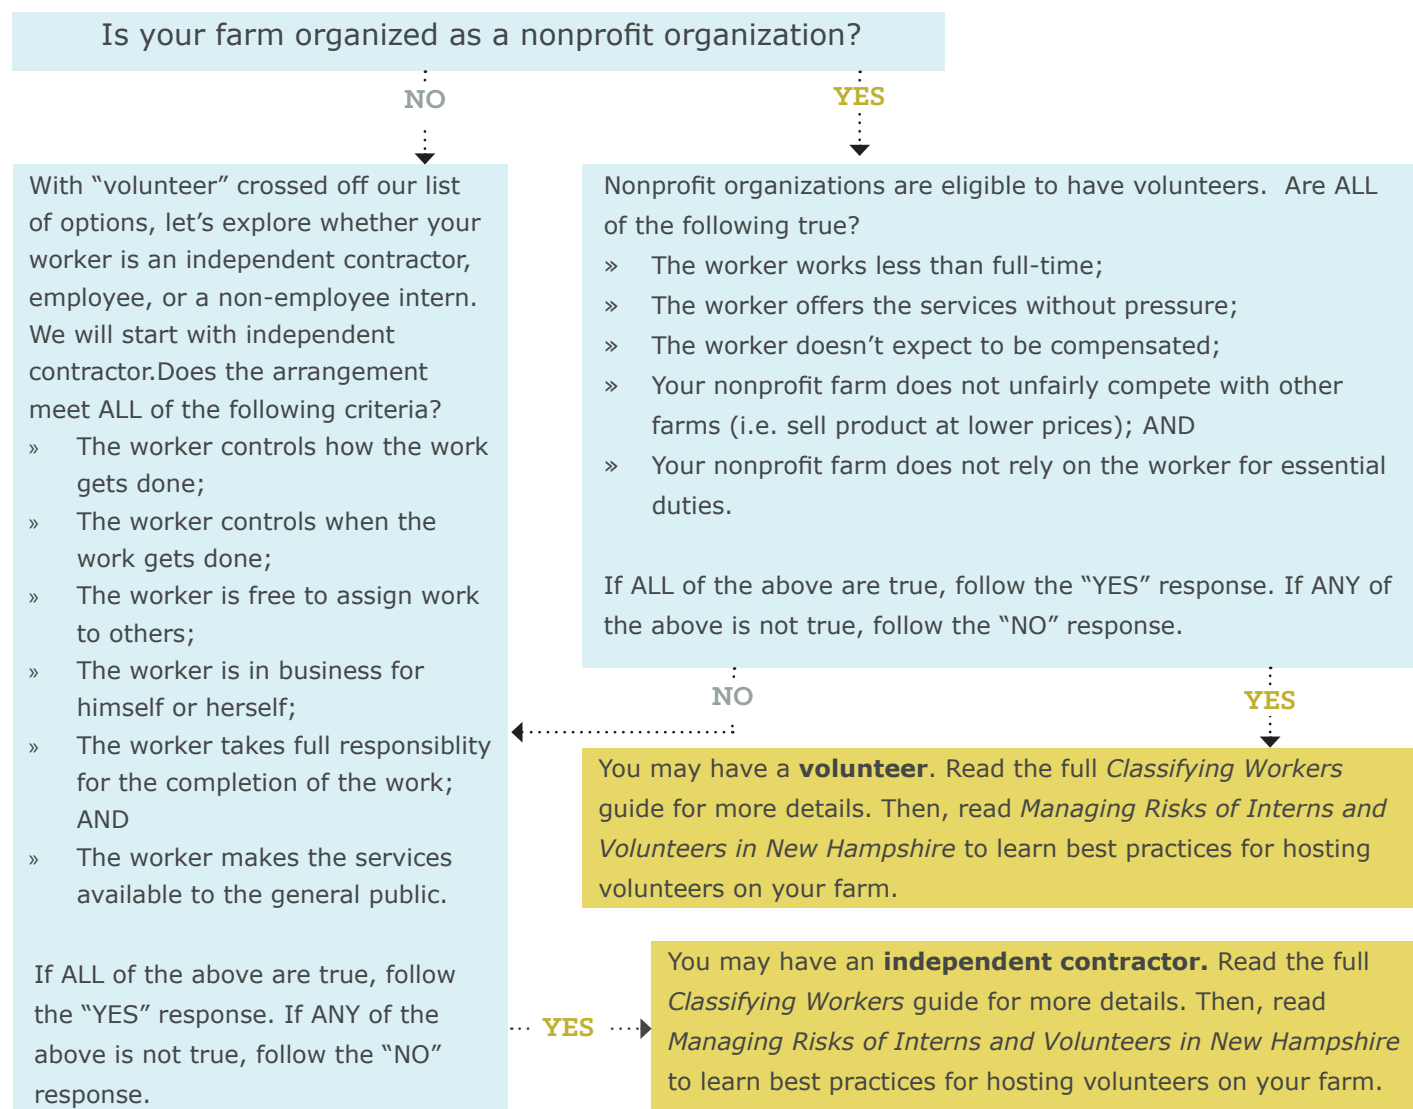 Is your farm organized as a nonprofit organization?
NO
YES
With “volunteer” crossed off our list
of options, let’s explore whether your
worker is an independent contractor,
employee, or a non-employee intern.
We will start with independent
contractor.Does the arrangement
meet ALL of the following criteria?
» The worker controls how the work
gets done;
» The worker controls when the
work gets done;
» The worker is free to assign work
to others;
» The worker is in business for
himself or herself;
» The worker takes full responsiblity
for the completion of the work;
AND
» The worker makes the services
available to the general public.
If ALL of the above are true, follow
the “YES” response. If ANY of the
above is not true, follow the “NO”
response.
Nonprofit organizations are eligible to have volunteers. Are ALL
of the following true?
» The worker works less than full-time;
» The worker offers the services without pressure;
» The worker doesn’t expect to be compensated;
» Your nonprofit farm does not unfairly compete with other
farms (i.e. sell product at lower prices); AND
» Your nonprofit farm does not rely on the worker for essential
duties.
If ALL of the above are true, follow the “YES” response. If ANY of
the above is not true, follow the “NO” response.
NO
YES
You may have a volunteer. Read the full Classifying Workers
guide for more details. Then, read Managing Risks of Interns and
Volunteers in New Hampshire to learn best practices for hosting
volunteers on your farm.
YES
You may have an independent contractor. Read the full
Classifying Workers guide for more details. Then, read
Managing Risks of Interns and Volunteers in New Hampshire
to learn best practices for hosting volunteers on your farm.